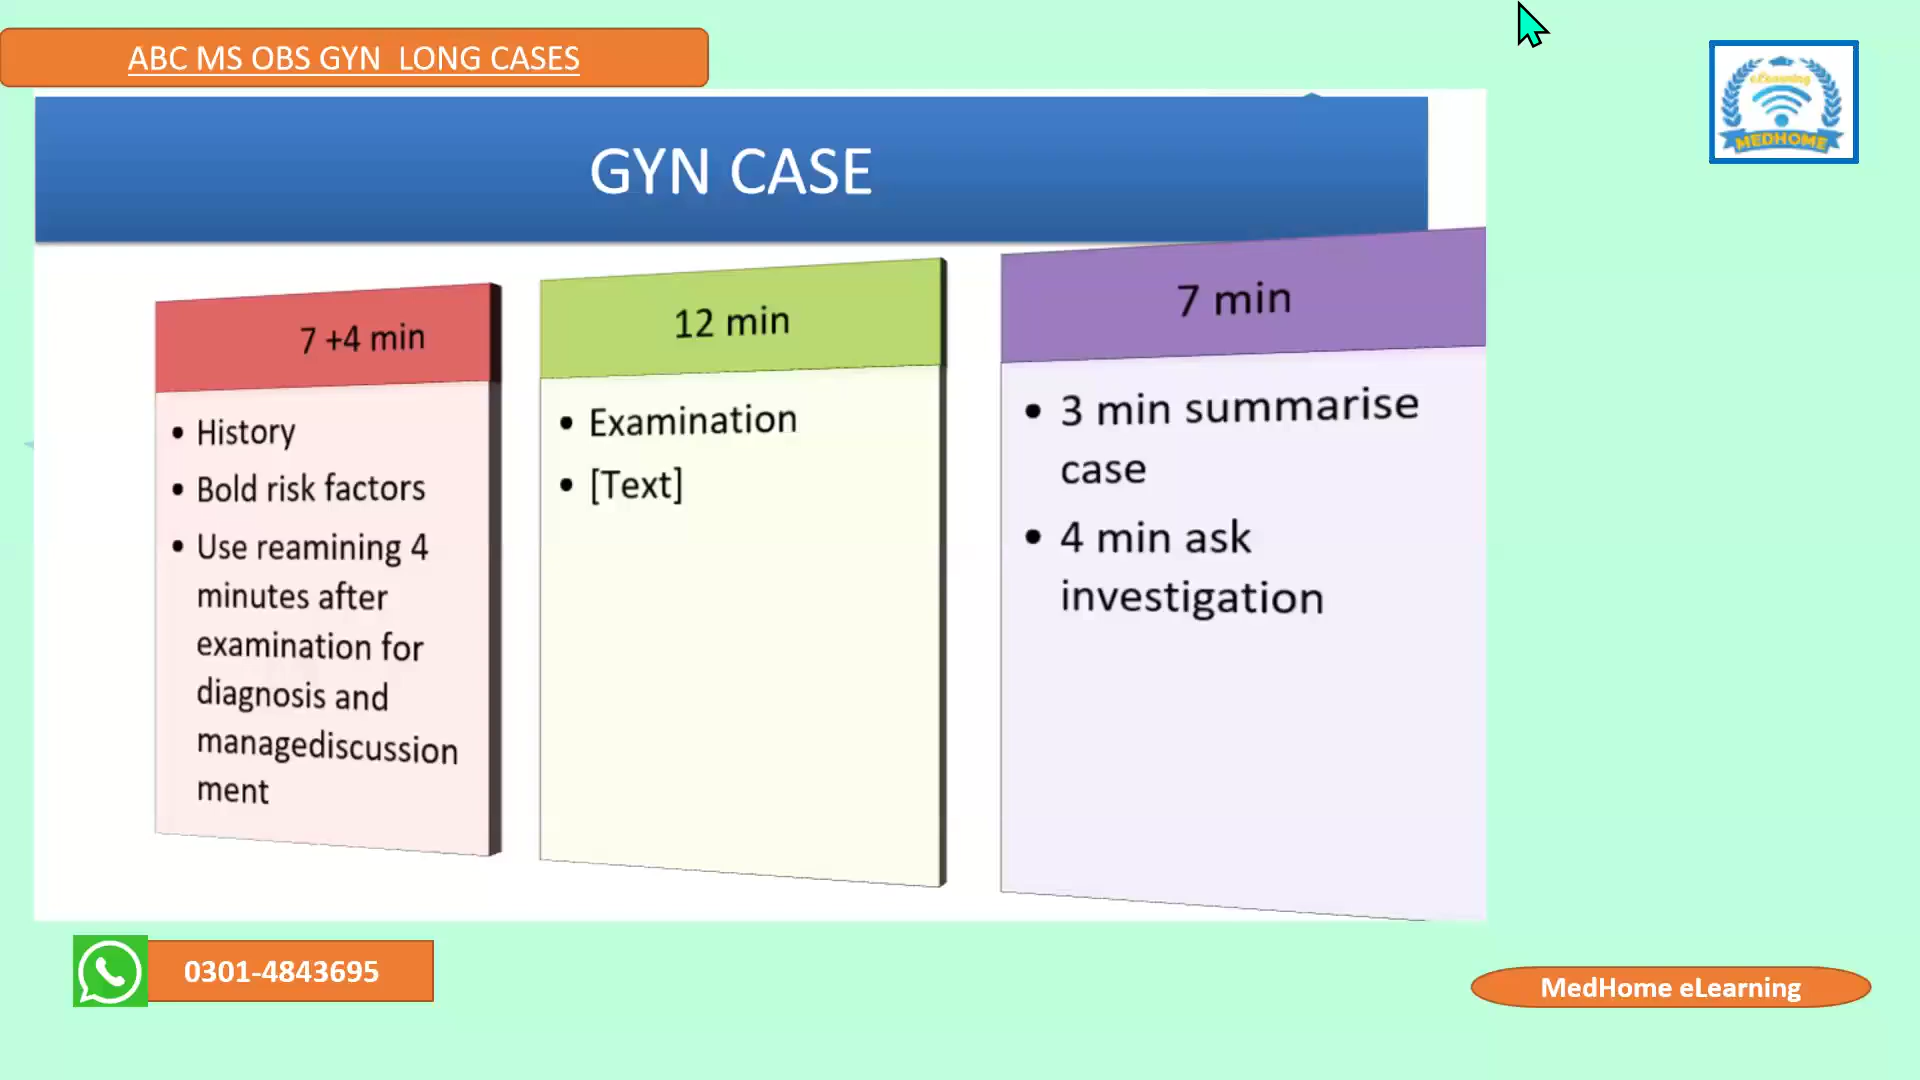 ABC MS OBS GYN LONG CASES
eLearning
MEDHOME
GYN CASE
7 +4 min
• History
• Bold risk factors
• Use reamining 4
minutes after
examination for
diagnosis and
managediscussion
ment
12 min
• Examination
• [Text]
7 min
• 3 min summarise
case
• 4 min ask
investigation
0301-4843695
MedHome eLearning